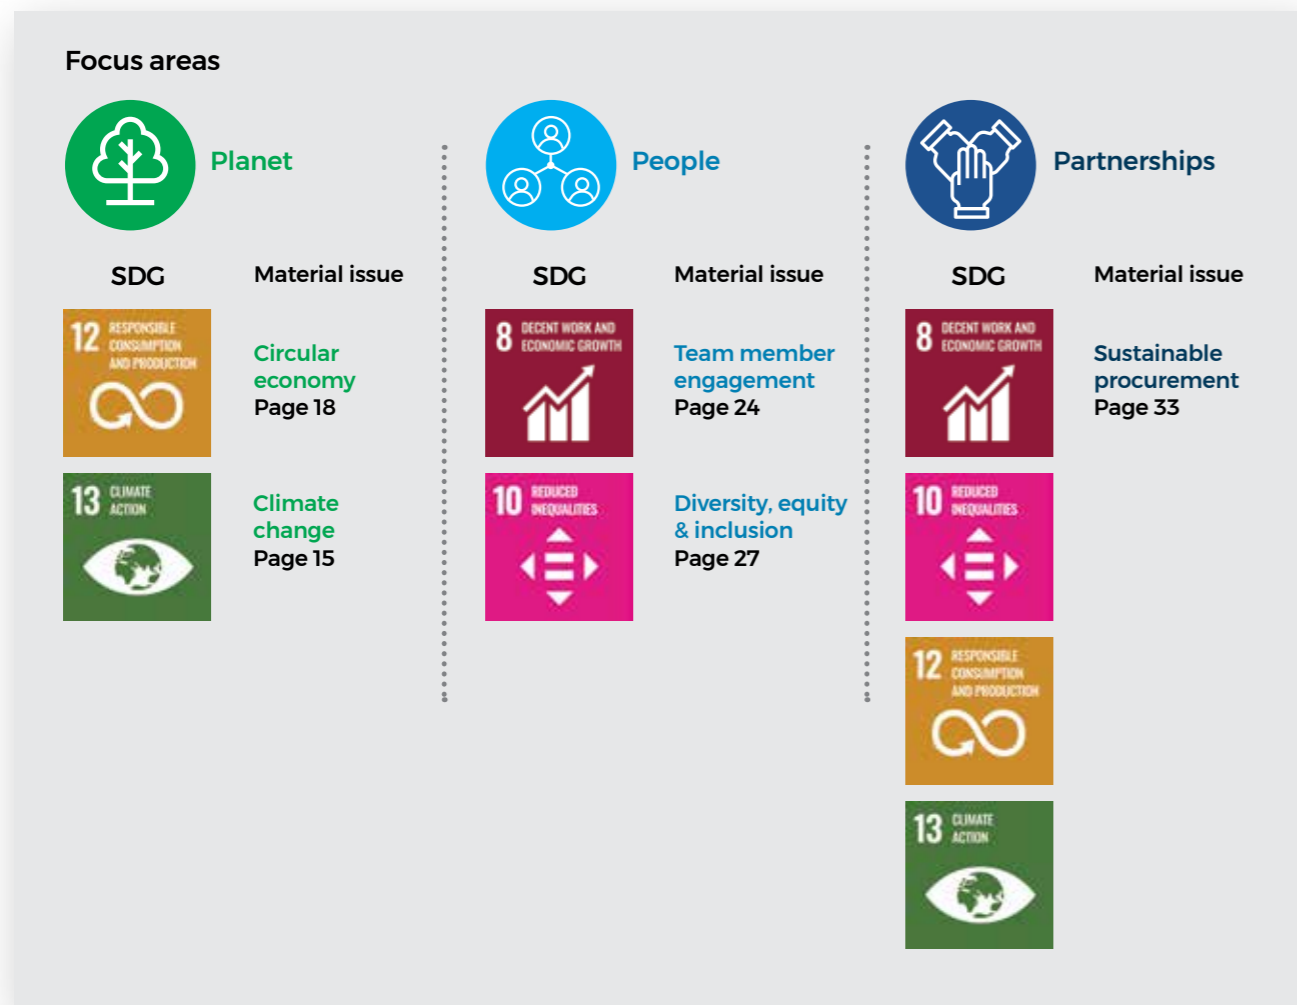 Focus areas
Planet
SDG
Material issue
12 RESPONSIBLE
CONSUMPTION
AND PRODUCTION
Circular
economy
Page 18
13 CLIMATE
ACTION
Climate
change
Page 15
People
SDG
Material issue
8 DECENT WORK AND
ECONOMIC GROWTH
Team member
engagement
Page 24
10 REDUCED
INEQUALITIES
Diversity, equity
& inclusion
Page 27
Partnerships
SDG
Material issue
8 DECENT WORK AND
ECONOMIC GROWTH
Sustainable
procurement
Page 33
10 REDUCED
INEQUALITIES
12 RESPONSIBLE
CONSUMPTION
AND PRODUCTION
13 CLIMATE
ACTION